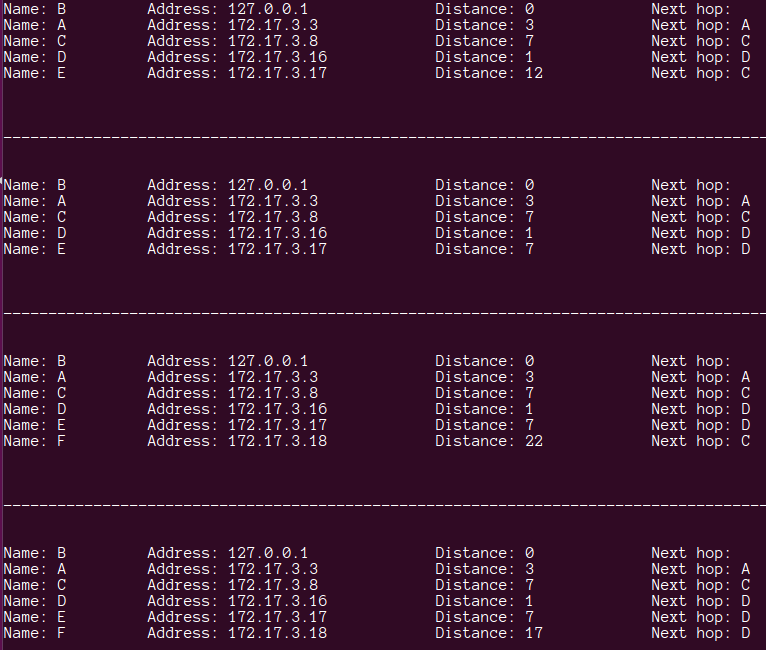 Name: B Address: 127.0.0.1 Distance: 0 Next hop:
Name: A Address: 172.17.3.3 Distance: 3 Next hop: A
Name: C Address: 172.17.3.8 Distance: 7 Next hop: C
Name: D Address: 172.17.3.16 Distance: 1 Next hop: D
Name: E Address: 172.17.3.17 Distance: 12 Next hop: C
--------------------------------------------------------------------------------
Name: B Address: 127.0.0.1 Distance: 0 Next hop:
Name: A Address: 172.17.3.3 Distance: 3 Next hop: A
Name: C Address: 172.17.3.8 Distance: 7 Next hop: C
Name: D Address: 172.17.3.16 Distance: 1 Next hop: D
Name: E Address: 172.17.3.17 Distance: 7 Next hop: D
--------------------------------------------------------------------------------
Name: B Address: 127.0.0.1 Distance: 0 Next hop:
Name: A Address: 172.17.3.3 Distance: 3 Next hop: A
Name: C Address: 172.17.3.8 Distance: 7 Next hop: C
Name: D Address: 172.17.3.16 Distance: 1 Next hop: D
Name: E Address: 172.17.3.17 Distance: 7 Next hop: D
Name: F Address: 172.17.3.18 Distance: 22 Next hop: C
--------------------------------------------------------------------------------
Name: B Address: 127.0.0.1 Distance: 0 Next hop:
Name: A Address: 172.17.3.3 Distance: 3 Next hop: A
Name: C Address: 172.17.3.8 Distance: 7 Next hop: C
Name: D Address: 172.17.3.16 Distance: 1 Next hop: D
Name: E Address: 172.17.3.17 Distance: 7 Next hop: D
Name: F Address: 172.17.3.18 Distance: 17 Next hop: D